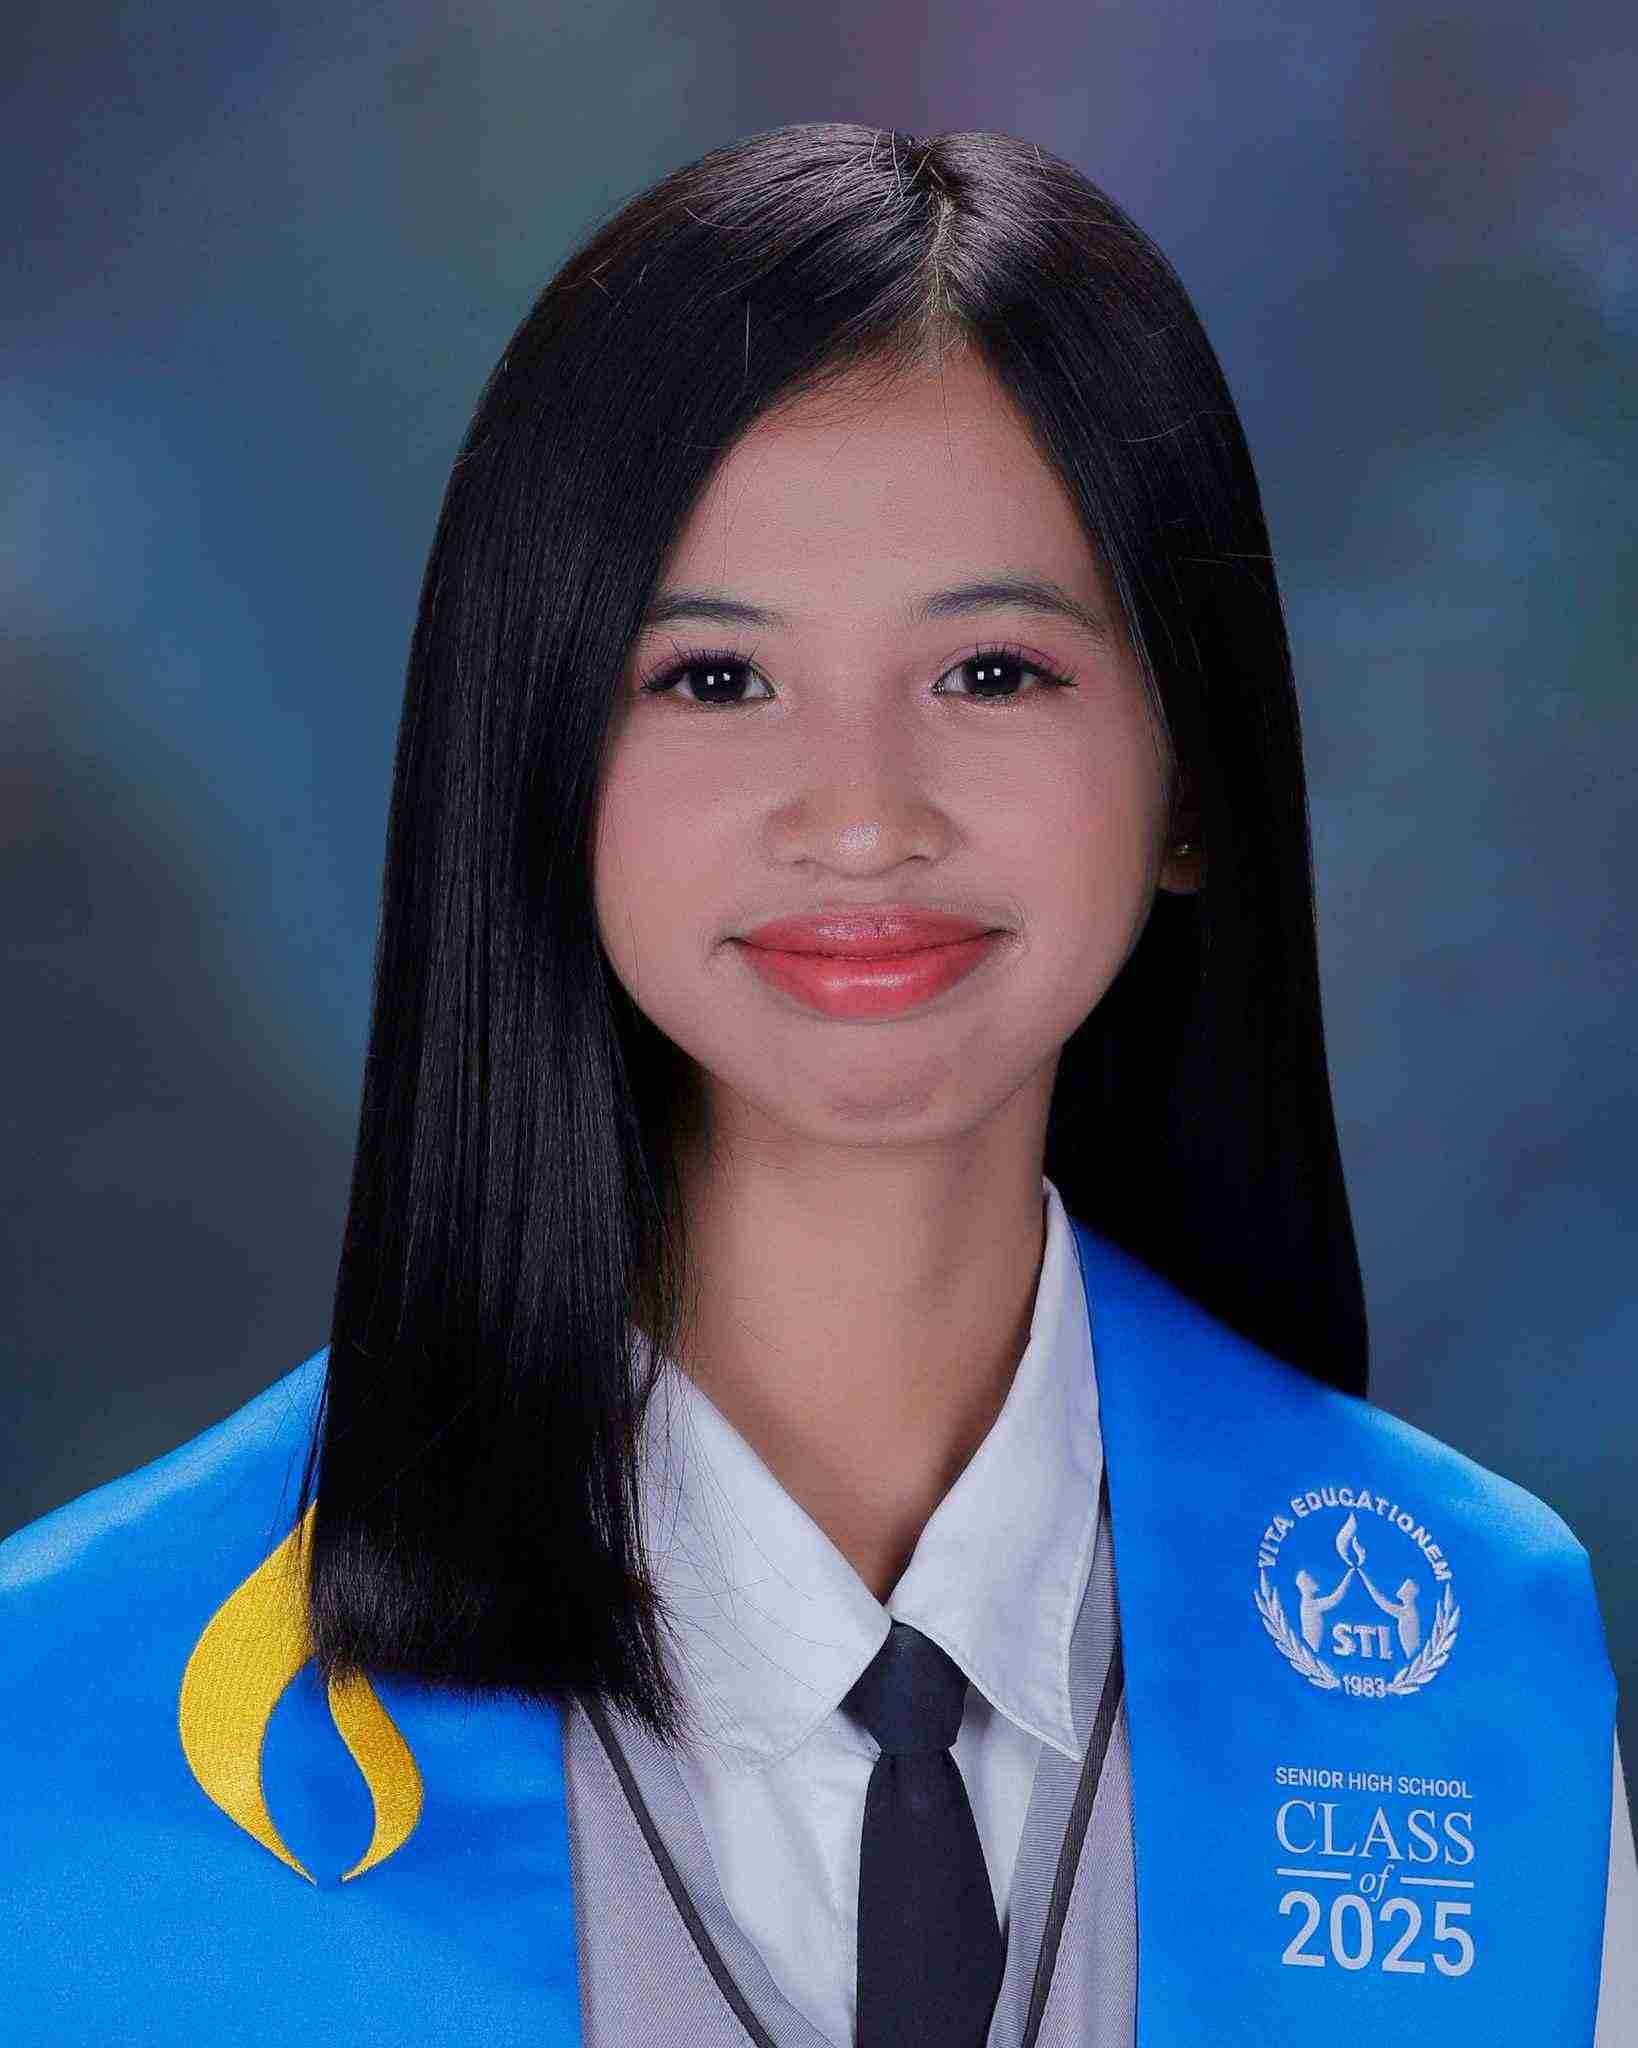 VITA EDUCATIONEM
STI
1983
SENIOR HIGH SCHOOL
CLASS
of
2025